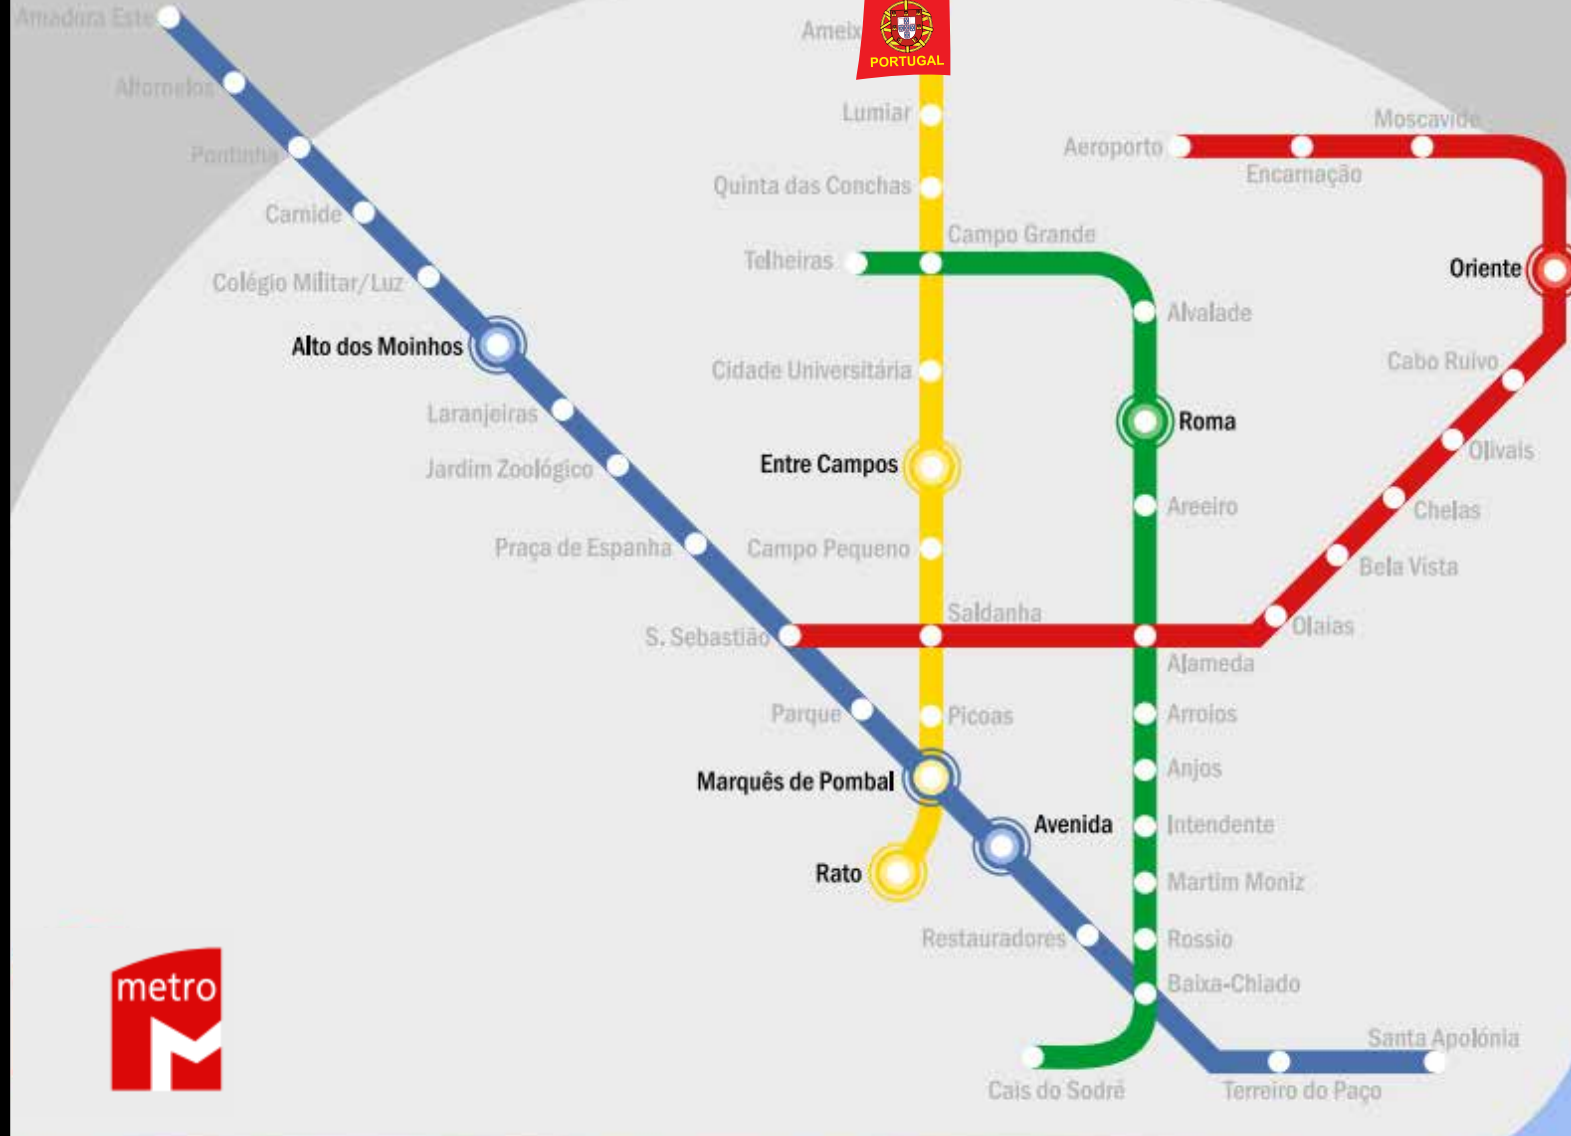 Amadora Este
Ameix
PORTUGAL
Alfornelos
Lumiar
Moscavide
Aeroporto
Pontinha
Encarnação
Quinta das Conchas
Carnide
Campo Grande
Telheiras
Oriente
Colégio Militar/Luz
Alvalade
Alto dos Moinhos
Cabo Ruivo
Cidade Universitária
Laranjeiras
Roma
Olivais
Entre Campos
Jardim Zoológico
Areeiro
Chelas
Praça de Espanha
Campo Pequeno
Bela Vista
Saldanha
Olaias
S. Sebastião
Alameda
Parque
Picoas
Arroios
Anjos
Marquês de Pombal
Avenida
Intendente
Rato
Martim Moniz
Restauradores
Rossio
Baixa-Chiado
metro
Santa Apolónia
Cais do Sodré
Terreiro do Paço